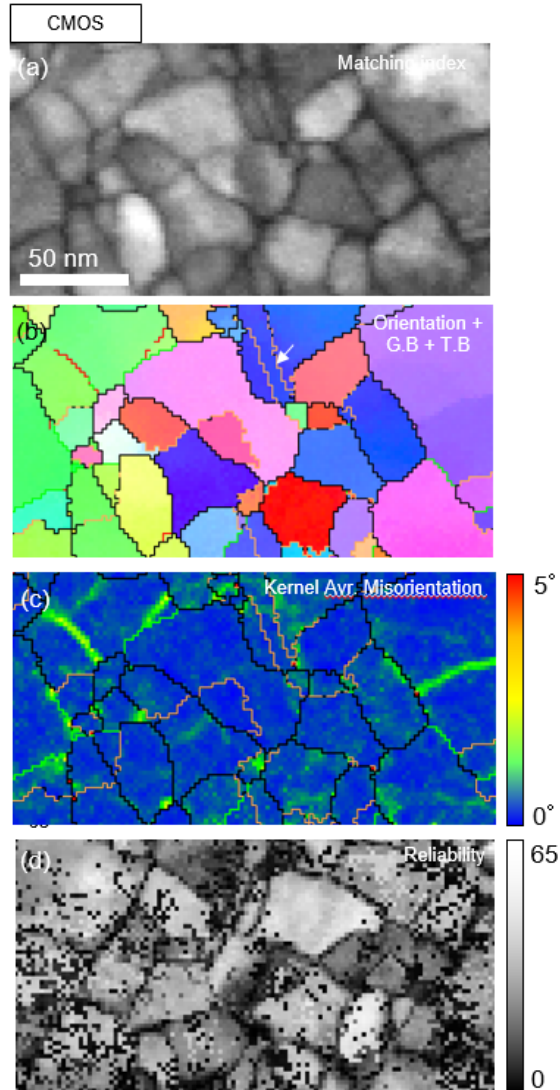 CMOS
(a)
Matching index
50 nm
(b)
Orientation +
G.B + T.B
(c)
Kernel Avr. Misorientation
5°
0°
(d)
Reliability
65
0